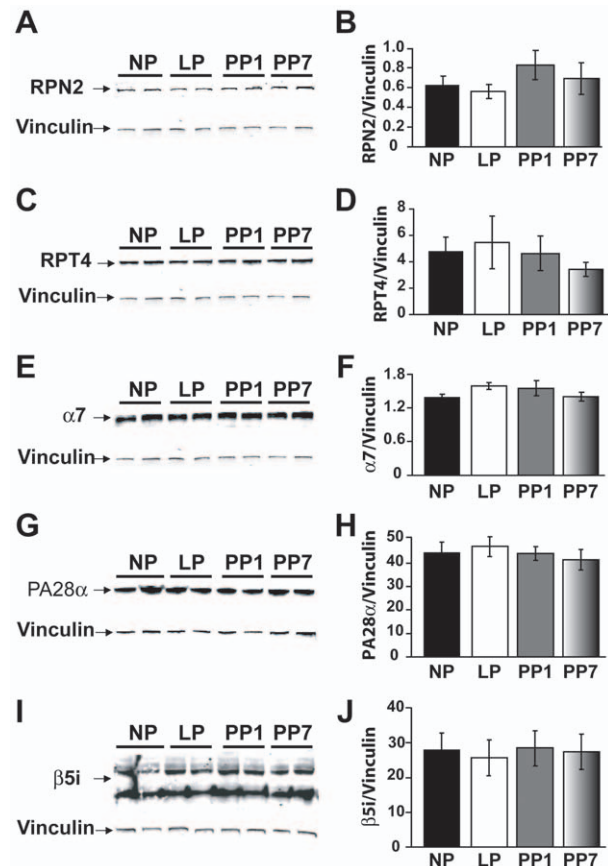 A
NP LP PP1 PP7
RPN2
Vinculin
B
RPN2/Vinculin
1.0
0.8
0.6
0.4
0.2
0
NP LP PP1 PP7
C
NP LP PP1 PP7
RPT4
Vinculin
D
RPT4/Vinculin
8
6
4
2
0
NP LP PP1 PP7
E
NP LP PP1 PP7
α7
Vinculin
F
α7/Vinculin
1.8
1.2
0.6
0
NP LP PP1 PP7
G
NP LP PP1 PP7
PA28α
Vinculin
H
PA28α/Vinculin
50
40
30
20
10
0
NP LP PP1 PP7
I
NP LP PP1 PP7
β5i
Vinculin
J
β5i/Vinculin
40
30
20
10
0
NP LP PP1 PP7